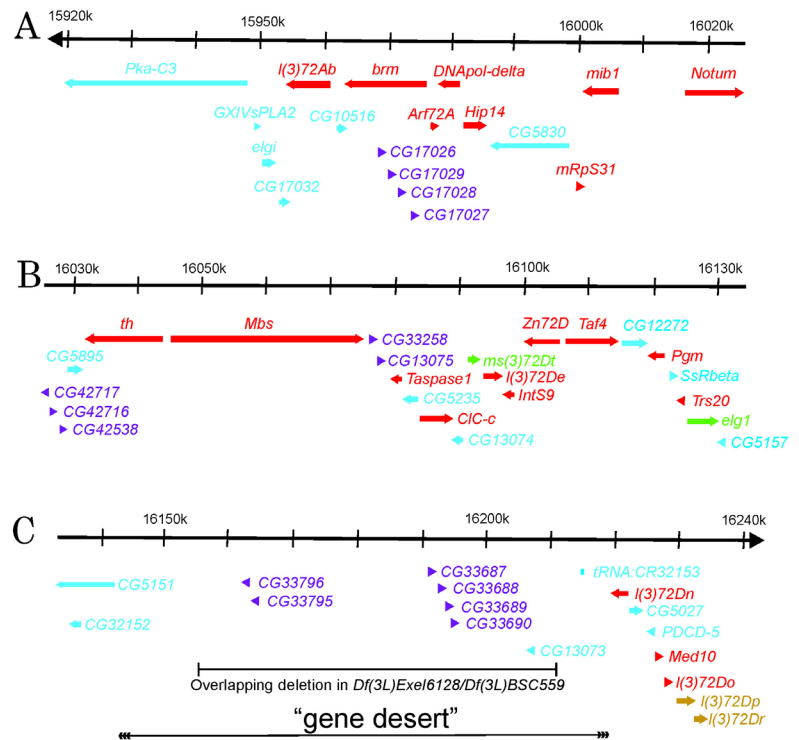 A
15920k 15950k 16000k 16020k
Pka-C3 l(3)72Ab brm DNApol-delta mib1 Notum
GXIVsPLA2 CG10516 Arf72A Hip14 CG5830
elgi CG17026
CG17032 CG17029 mRpS31
CG17028
CG17027
B
16030k 16050k 16100k 16130k
th Mbs Zn72D Taf4 CG12272
CG33258
CG5895 CG13075 ms(3)72Dt Pgm
CG42717 Taspase1 l(3)72De SsRbeta
CG42716 CG5235 IntS9 Trs20
CG42538 ClC-c elg1
CG13074 CG5157
C
16150k 16200k 16240k
CG5151 CG33796 CG33687 tRNA:CR32153
CG33795 CG33688 l(3)72Dn
CG32152 CG33689 CG5027
CG33690 PDCD-5
CG13073 Med10
Overlapping deletion in Df(3L)Exel6128/Df(3L)BSC559 l(3)72Do
l(3)72Dp
"gene desert" l(3)72Dr